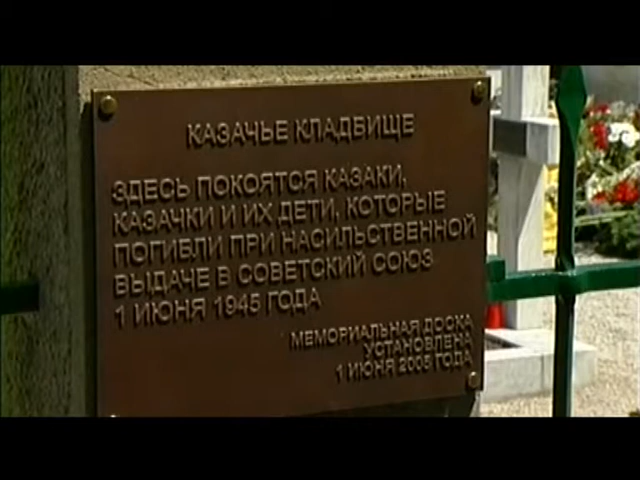 КАЗАЧЬЕ КЛАДБИЩЕ
ЗДЕСЬ ПОКОЯТСЯ КАЗАКИ,
КАЗАЧКИ И ИХ ДЕТИ, КОТОРЫЕ
ПОГИБЛИ ПРИ НАСИЛЬСТВЕННОЙ
ВЫДАЧЕ В СОВЕТСКИЙ СОЮЗ
1 ИЮНЯ 1945 ГОДА
МЕМОРИАЛЬНАЯ ДОСКА
УСТАНОВЛЕНА
1 ИЮНЯ 2005 ГОДА